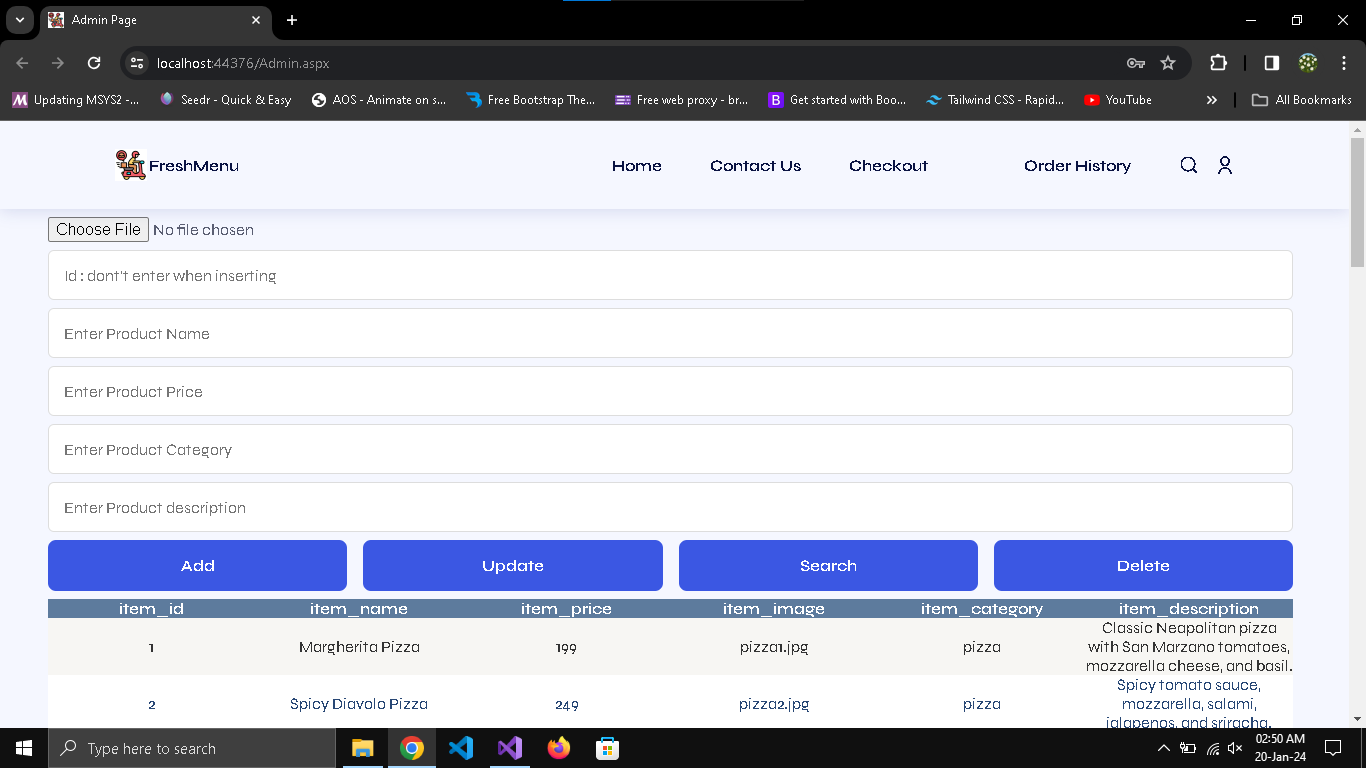 Admin Page
localhost:44376/Admin.aspx
Updating MSYS2 -... Seedr - Quick & Easy AOS - Animate on s... Free Bootstrap The... Free web proxy - br... Get started with Boo... Tailwind CSS - Rapid... YouTube » All Bookmarks
FreshMenu Home Contact Us Checkout Order History
Choose File No file chosen
Id : dont't enter when inserting
Enter Product Name
Enter Product Price
Enter Product Category
Enter Product description
Add Update Search Delete
item_id item_name item_price item_image item_category item_description
1 Margherita Pizza 199 pizza1.jpg pizza Classic Neapolitan pizza
with San Marzano tomatoes,
mozzarella cheese, and basil.
2 Spicy Diavolo Pizza 249 pizza2.jpg pizza Spicy tomato sauce,
mozzarella, salami,
jalapenos, and sriracha.
Type here to search
02:50 AM
20-Jan-24